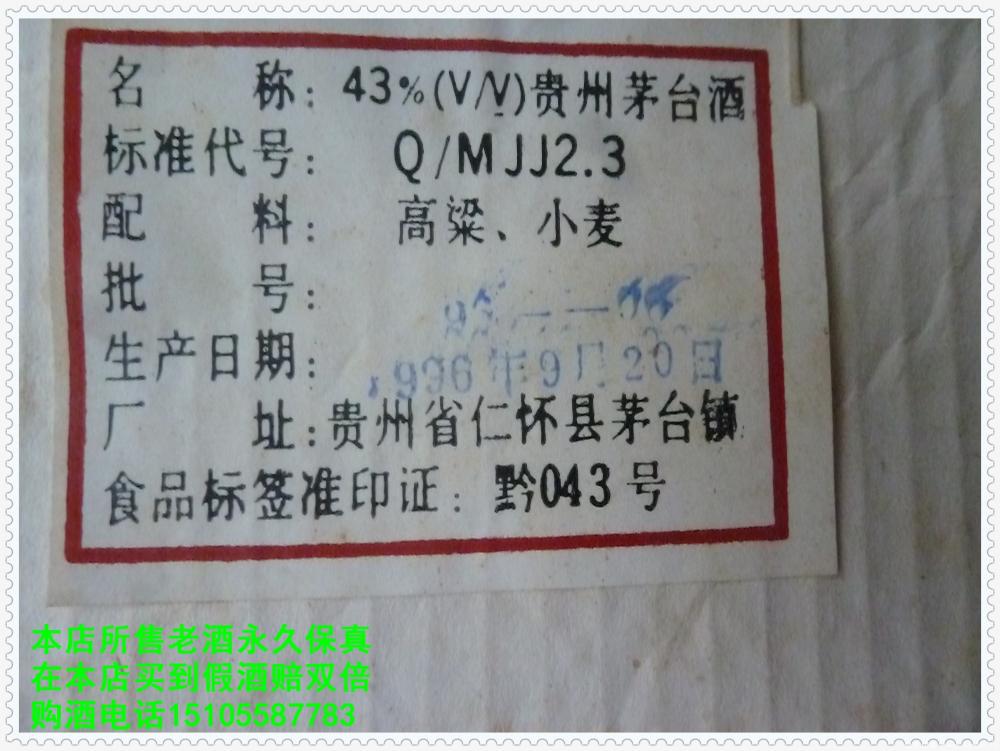 名 称：43%(V/V)贵州茅台酒
标准代号： Q/MJJ2.3
配 料： 高粱、小麦
批 号：
生产日期：1996年9月20日
厂 址：贵州省仁怀县茅台镇
食品标签准印证：黔043号
本店所售老酒永久保真
在本店买到假酒赔双倍
购酒电话15105587783